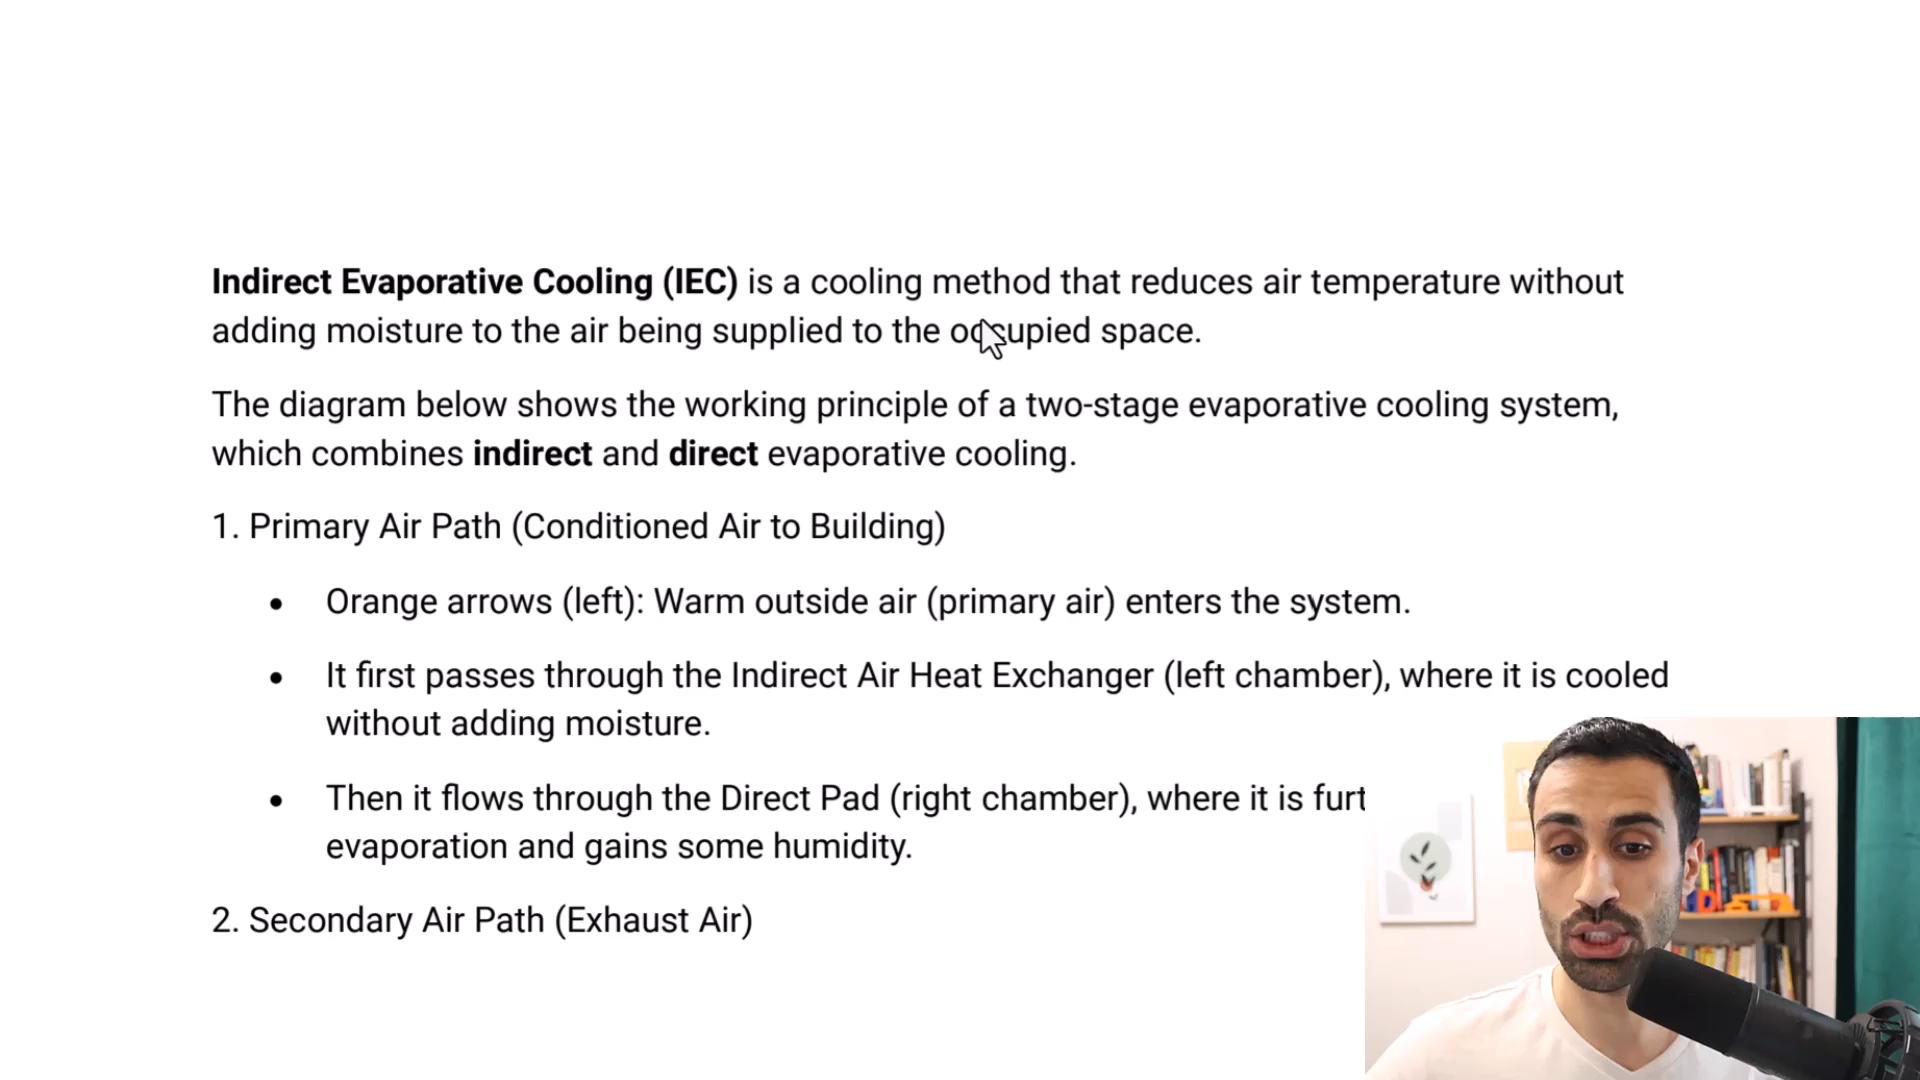 Indirect Evaporative Cooling (IEC) is a cooling method that reduces air temperature without
adding moisture to the air being supplied to the occupied space.
The diagram below shows the working principle of a two-stage evaporative cooling system,
which combines indirect and direct evaporative cooling.
1. Primary Air Path (Conditioned Air to Building)
• Orange arrows (left): Warm outside air (primary air) enters the system.
• It first passes through the Indirect Air Heat Exchanger (left chamber), where it is cooled
without adding moisture.
• Then it flows through the Direct Pad (right chamber), where it is
evaporation and gains some humidity.
2. Secondary Air Path (Exhaust Air)